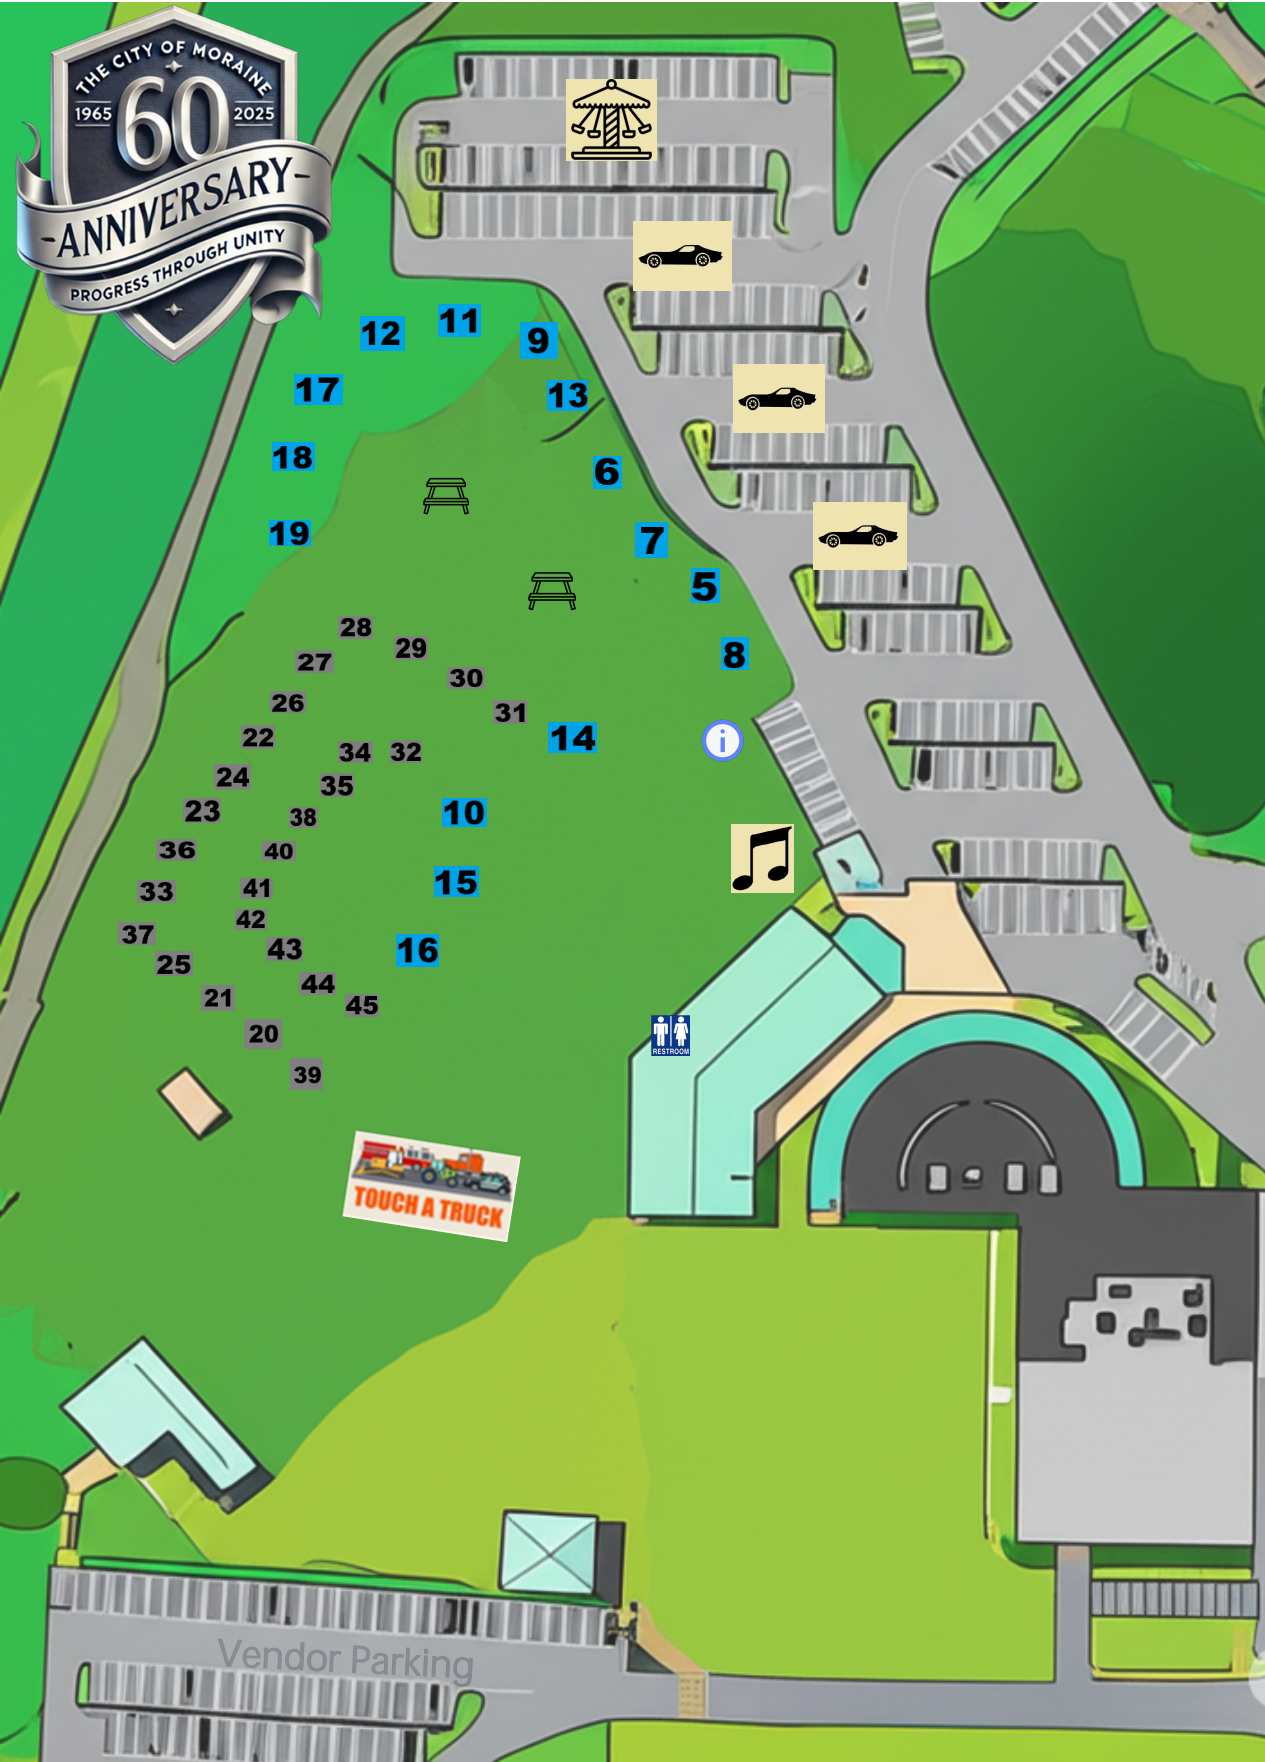 THE CITY OF MORAINE
1965 60 2025
-ANNIVERSARY-
PROGRESS THROUGH UNITY
12 11 9
17 13
18 6
19 7
5
28 29 8
27 30
26 31
22 34 32 14
24 35
23 38 10
36 40
33 41 15
37 42
25 43 16
21 44 45
20
39
RESTROOM
TOUCH A TRUCK
Vendor Parking